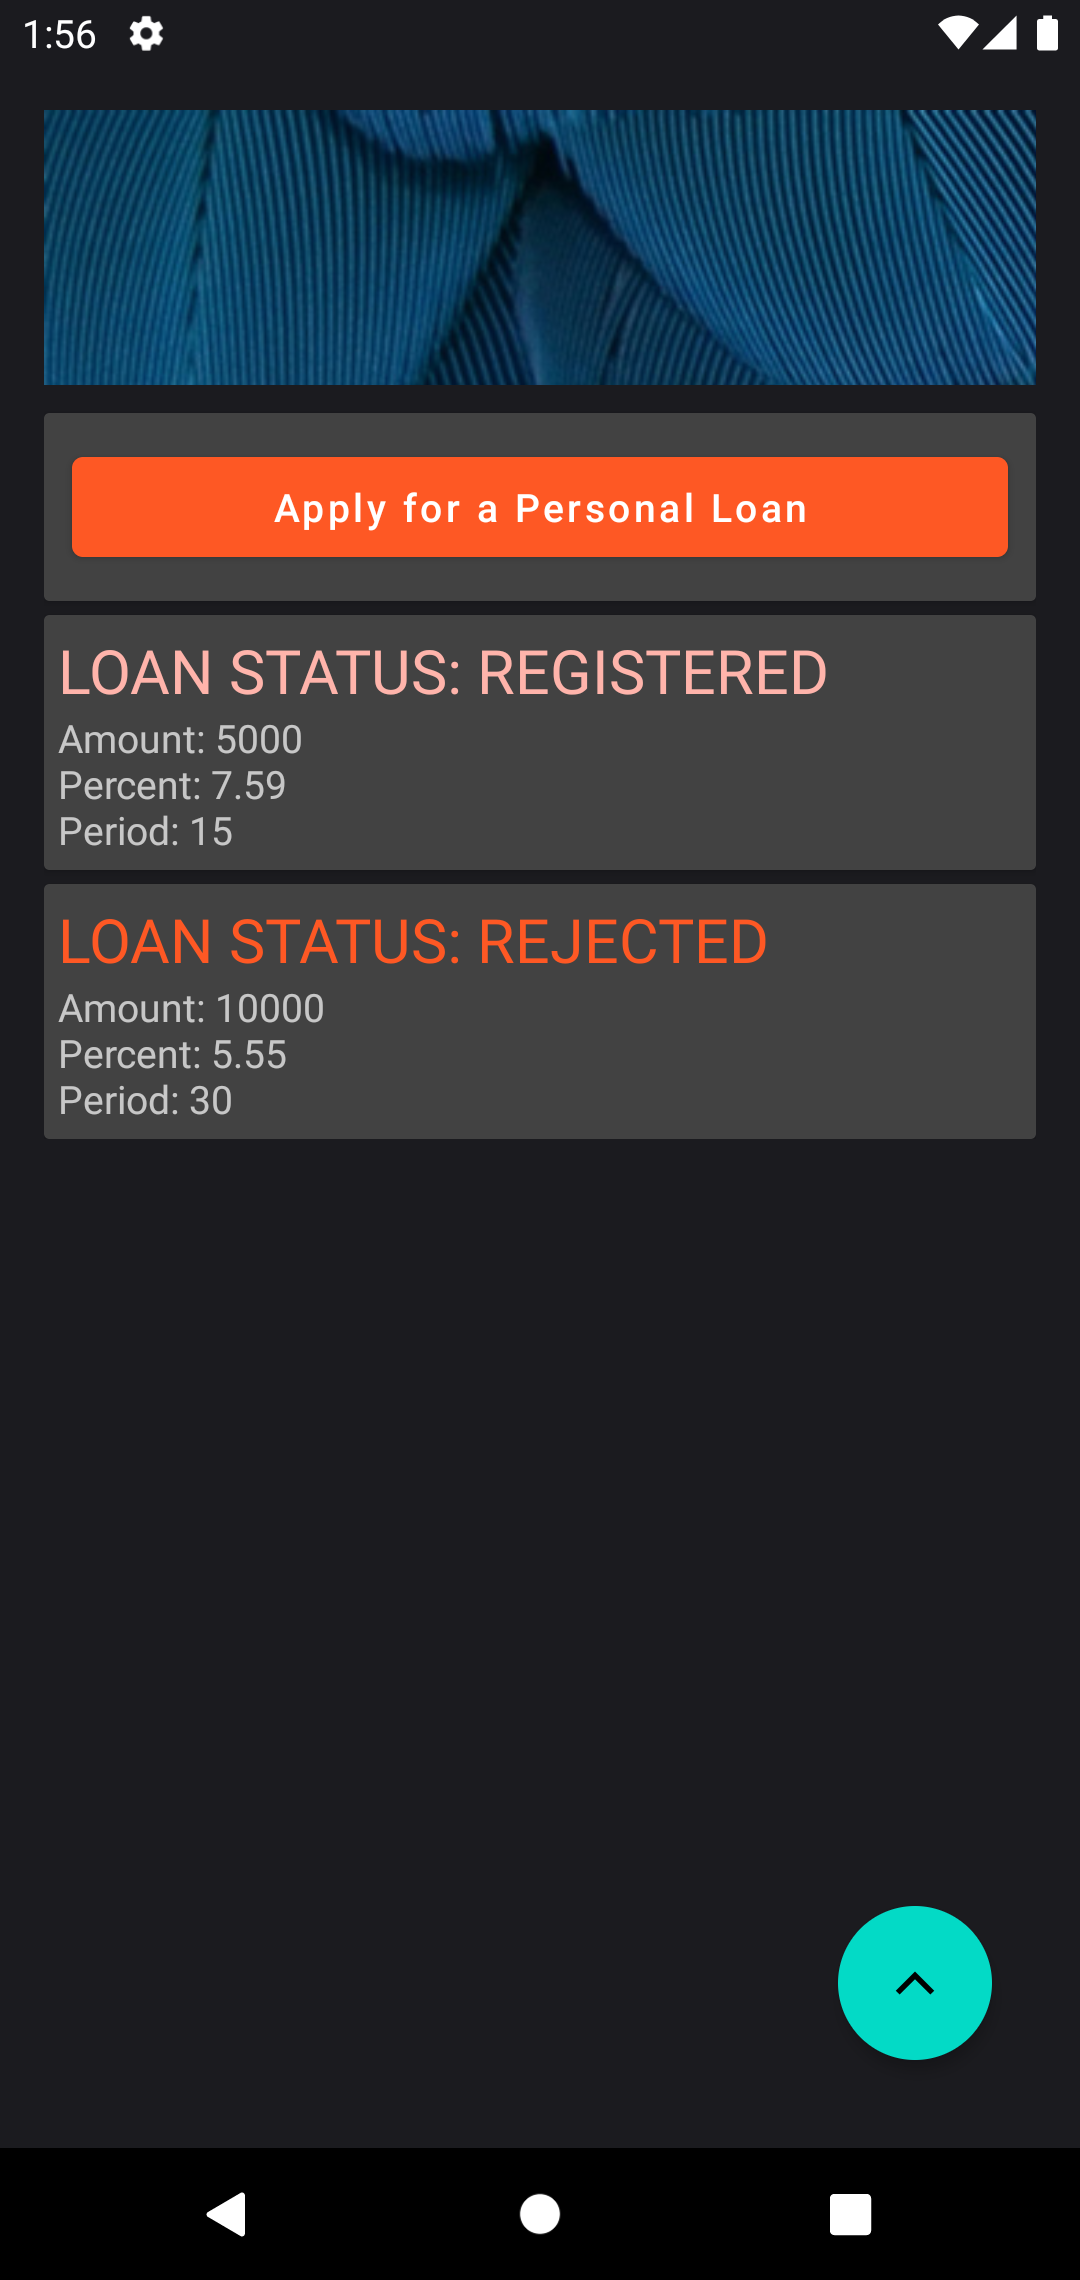 1:56
Apply for a Personal Loan
LOAN STATUS: REGISTERED
Amount: 5000
Percent: 7.59
Period: 15
LOAN STATUS: REJECTED
Amount: 10000
Percent: 5.55
Period: 30